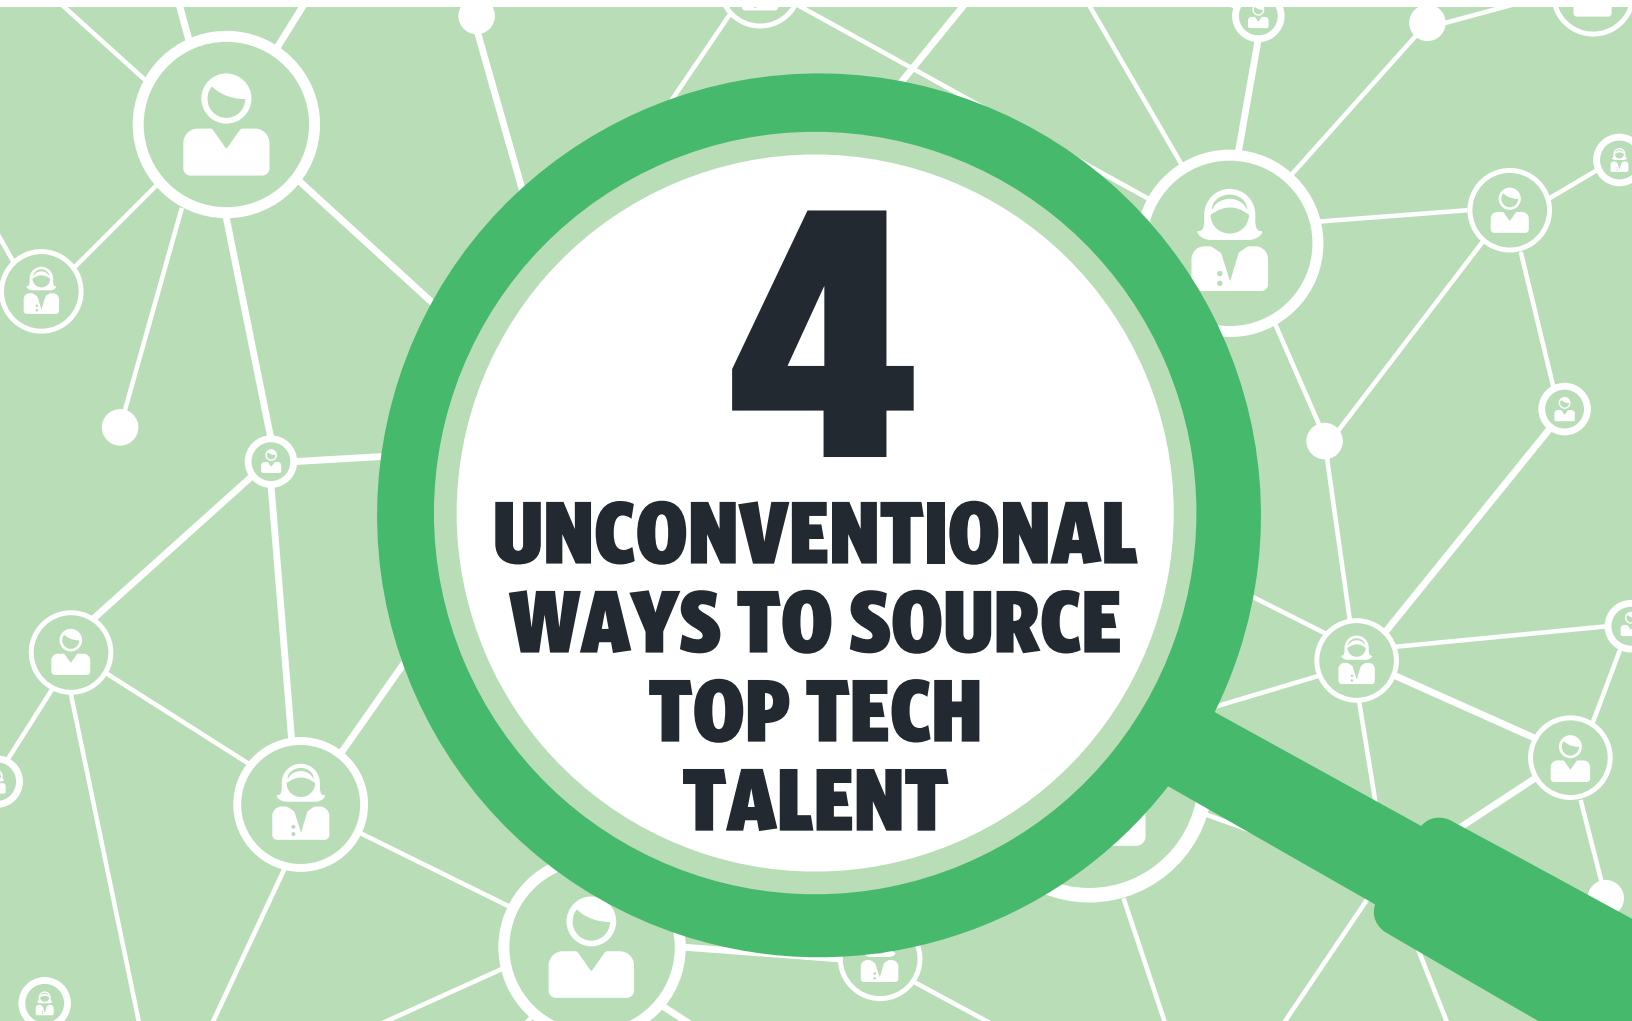 4
UNCONVENTIONAL
WAYS TO SOURCE
TOP TECH
TALENT